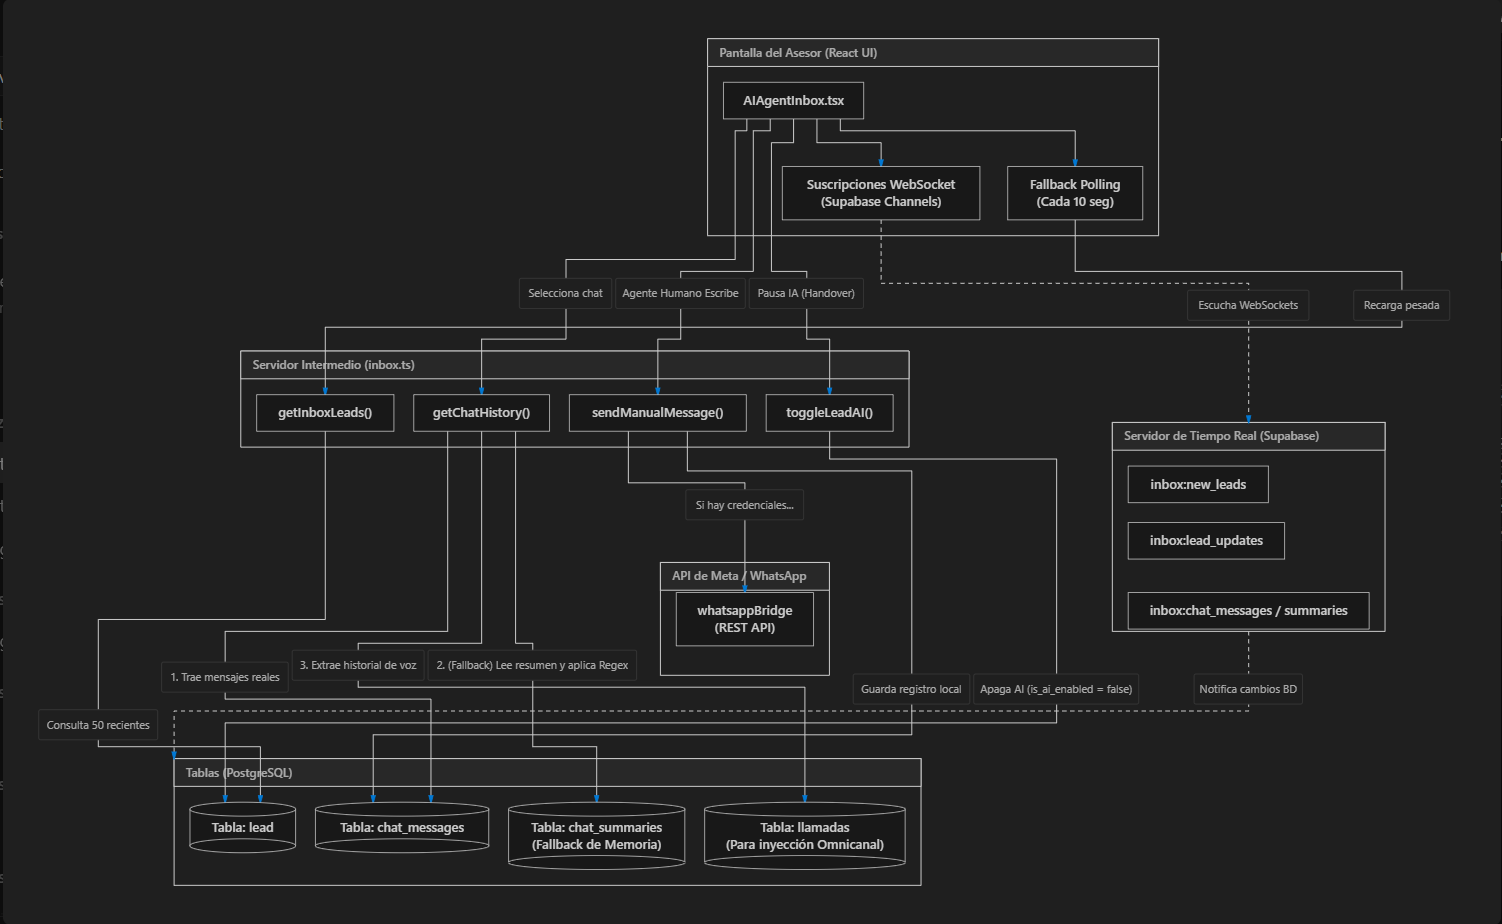 Pantalla del Asesor (React UI)
AIAgentInbox.tsx
Suscripciones WebSocket
(Supabase Channels)
Fallback Polling
(Cada 10 seg)
Selecciona chat
Agente Humano Escribe
Pausa IA (Handover)
Escucha WebSockets
Recarga pesada
Servidor Intermedio (inbox.ts)
getInboxLeads()
getChatHistory()
sendManualMessage()
toggleLeadAI()
Servidor de Tiempo Real (Supabase)
inbox:new_leads
inbox:lead_updates
inbox:chat_messages / summaries
Si hay credenciales...
API de Meta / WhatsApp
whatsappBridge
(REST API)
1. Trae mensajes reales
3. Extrae historial de voz
2. (Fallback) Lee resumen y aplica Regex
Guarda registro local
Apaga AI (is_ai_enabled = false)
Notifica cambios BD
Consulta 50 recientes
Tablas (PostgreSQL)
Tabla: lead
Tabla: chat_messages
Tabla: chat_summaries
(Fallback de Memoria)
Tabla: llamadas
(Para inyección Omnicanal)